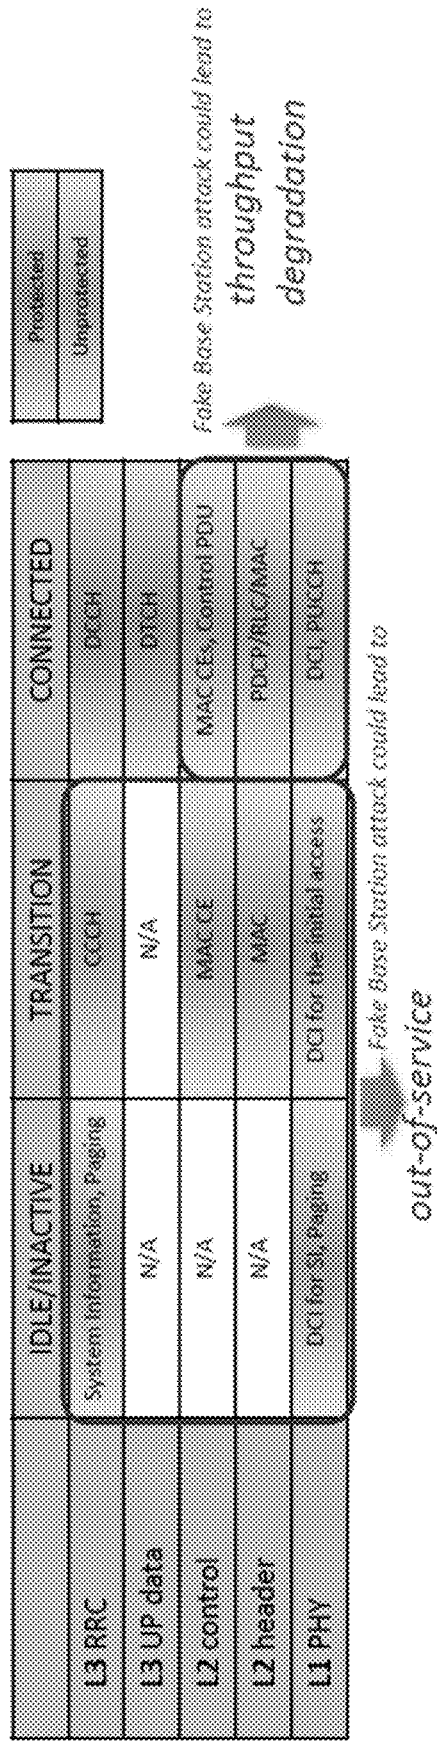 Protected
Unprotected
IDLE/INACTIVE TRANSITION CONNECTED
L3 RRC System Information, Paging CCCH DCCH
L3 UP data N/A N/A DTCH
L2 control N/A MAC CE MAC CEs, Control PDU
L2 header N/A MAC PDCP/RLC/MAC
L1 PHY DCI for SI, Paging DCI for the initial access DCI, PUCCH
Fake Base Station attack could lead to
throughput
degradation
Fake Base Station attack could lead to
out-of-service